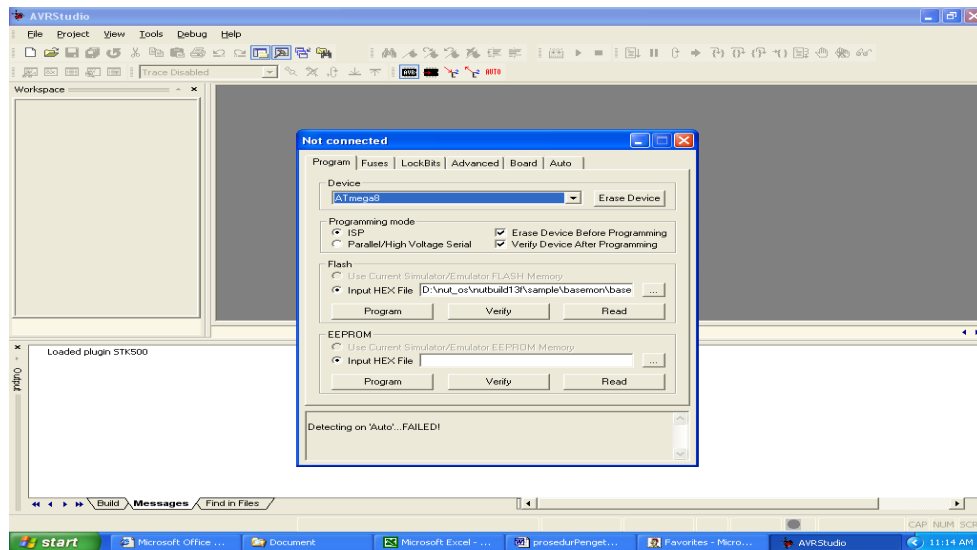 AVRStudio
File Project View Tools Debug Help
Trace Disabled
AVR AUTO
Workspace
Not connected
Program Fuses LockBits Advanced Board Auto
Device
ATmega8
Erase Device
Programming mode
ISP
Erase Device Before Programming
Parallel/High Voltage Serial
Verify Device After Programming
Flash
Use Current Simulator/Emulator FLASH Memory
Input HEX File D:\nut_os\nutbuild13f\sample\basemon\base ...
Program Verify Read
EEPROM
Use Current Simulator/Emulator EEPROM Memory
Input HEX File ...
Program Verify Read
Detecting on 'Auto'...FAILED!
Loaded plugin STK500
Output
Build Messages Find in Files
CAP NUM SCR
start Microsoft Office ... Document Microsoft Excel - ... prosedurPenget... Favorites - Micro... AVRStudio 11:14 AM